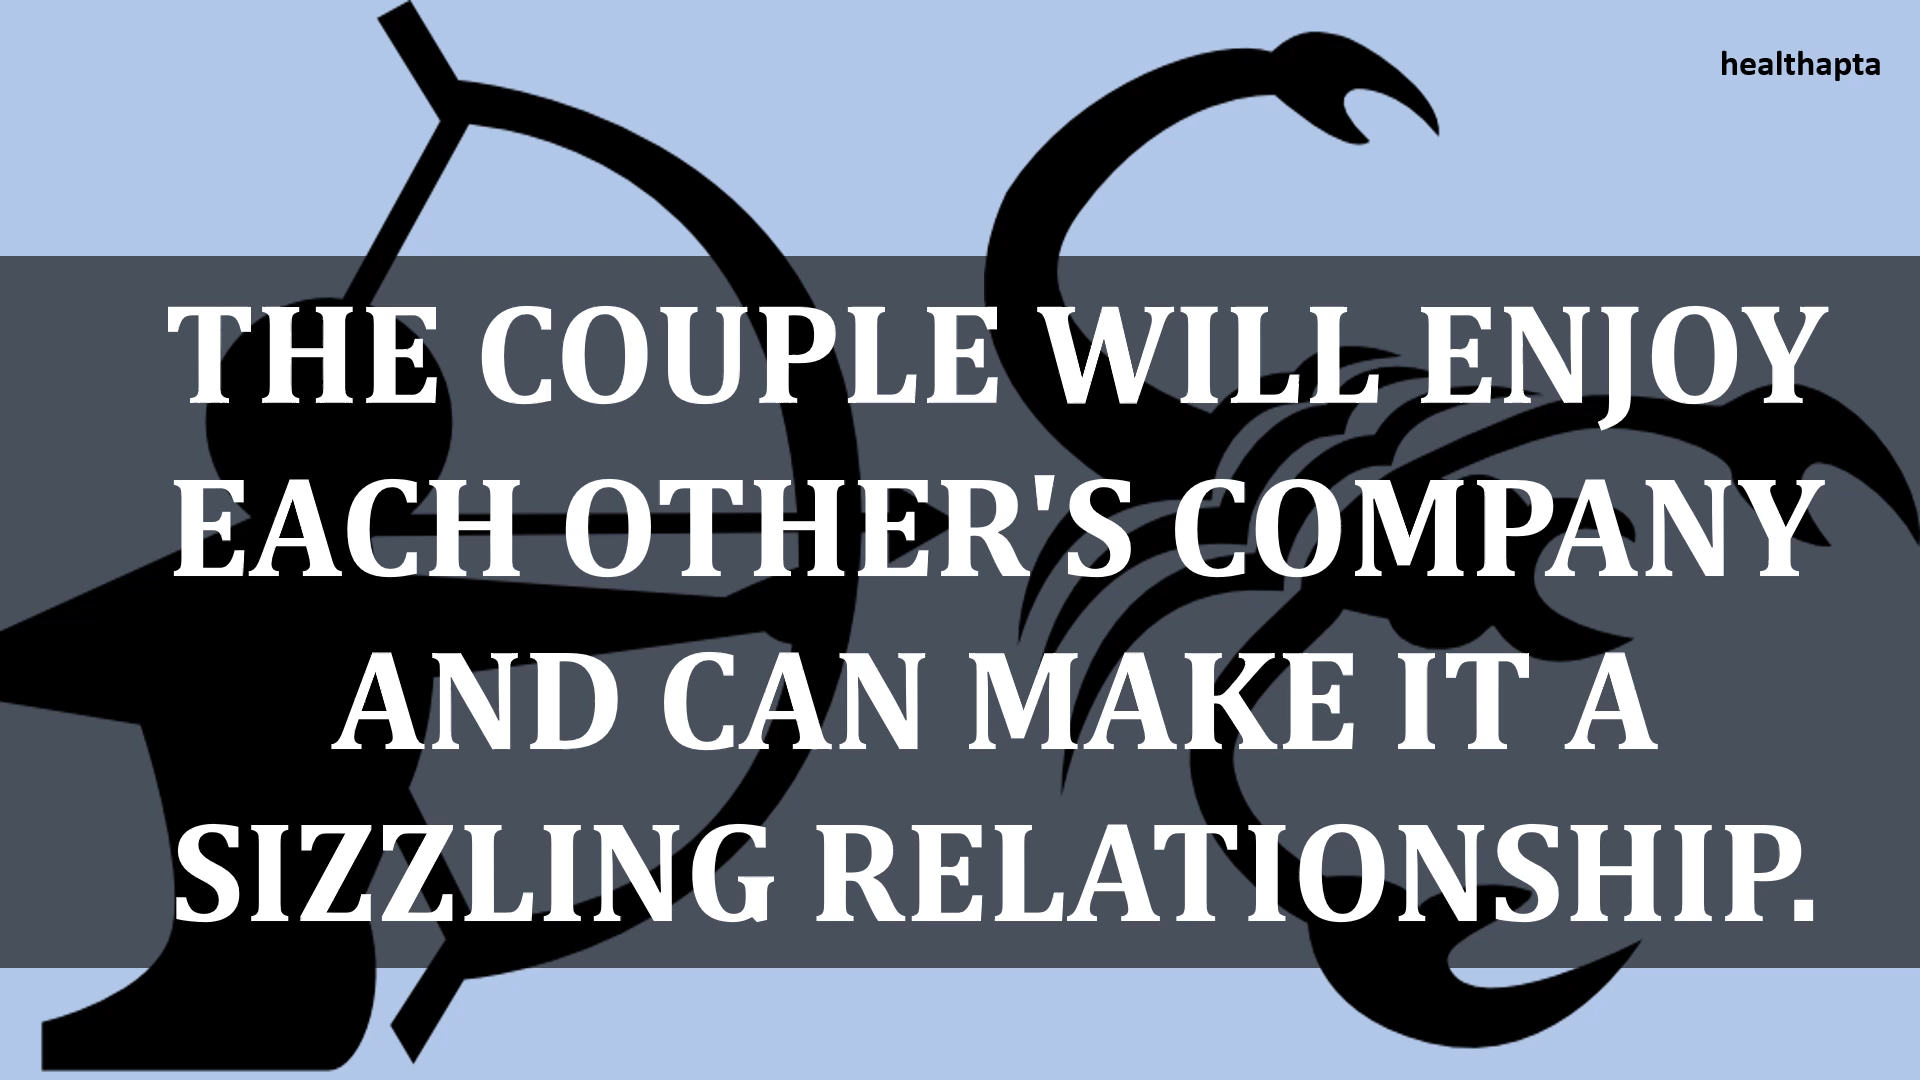 healthapta
THE COUPLE WILL ENJOY
EACH OTHER'S COMPANY
AND CAN MAKE IT A
SIZZLING RELATIONSHIP.